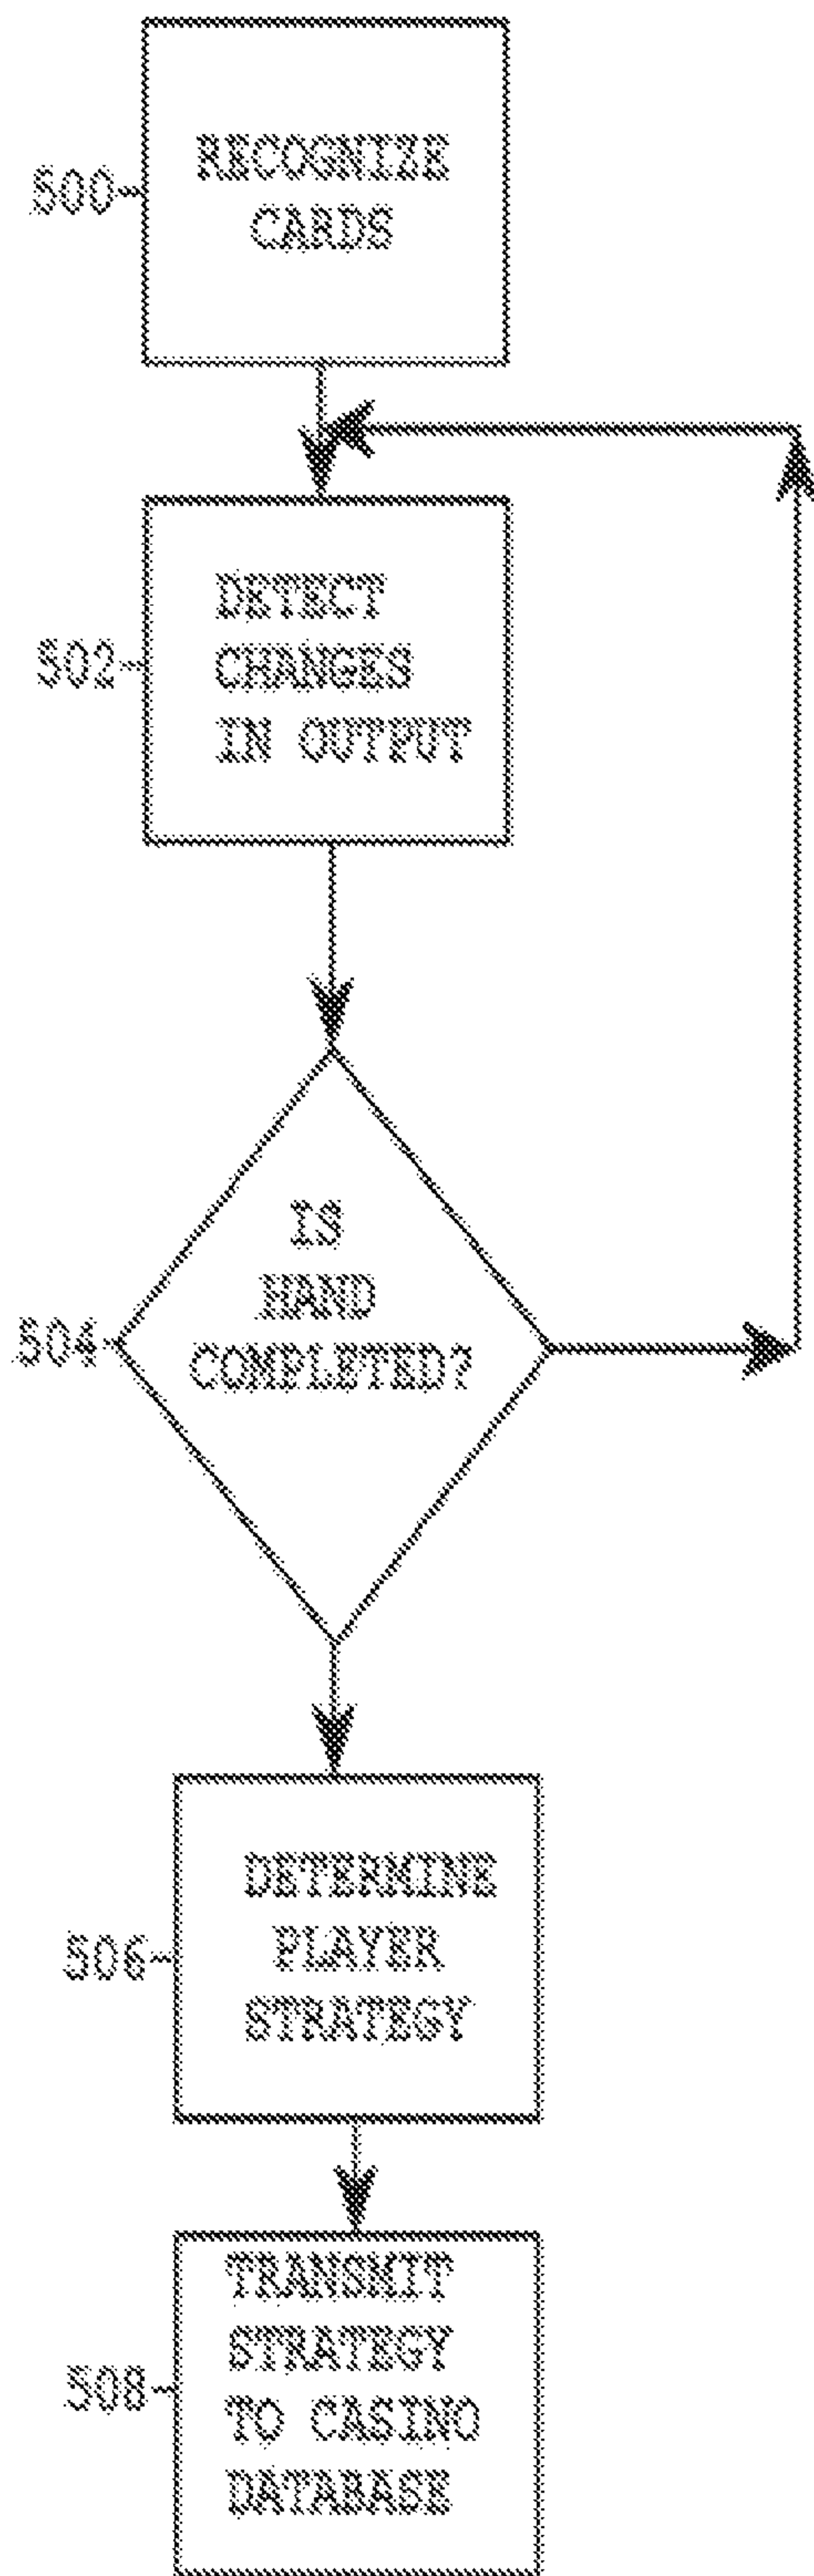 RECOGNIZE
CARDS
500
DETECT
CHANGES
IN OUTPUT
502
IS
HAND
COMPLETED?
504
DETERMINE
PLAYER
STRATEGY
506
TRANSMIT
STRATEGY
TO CASINO
DATABASE
508